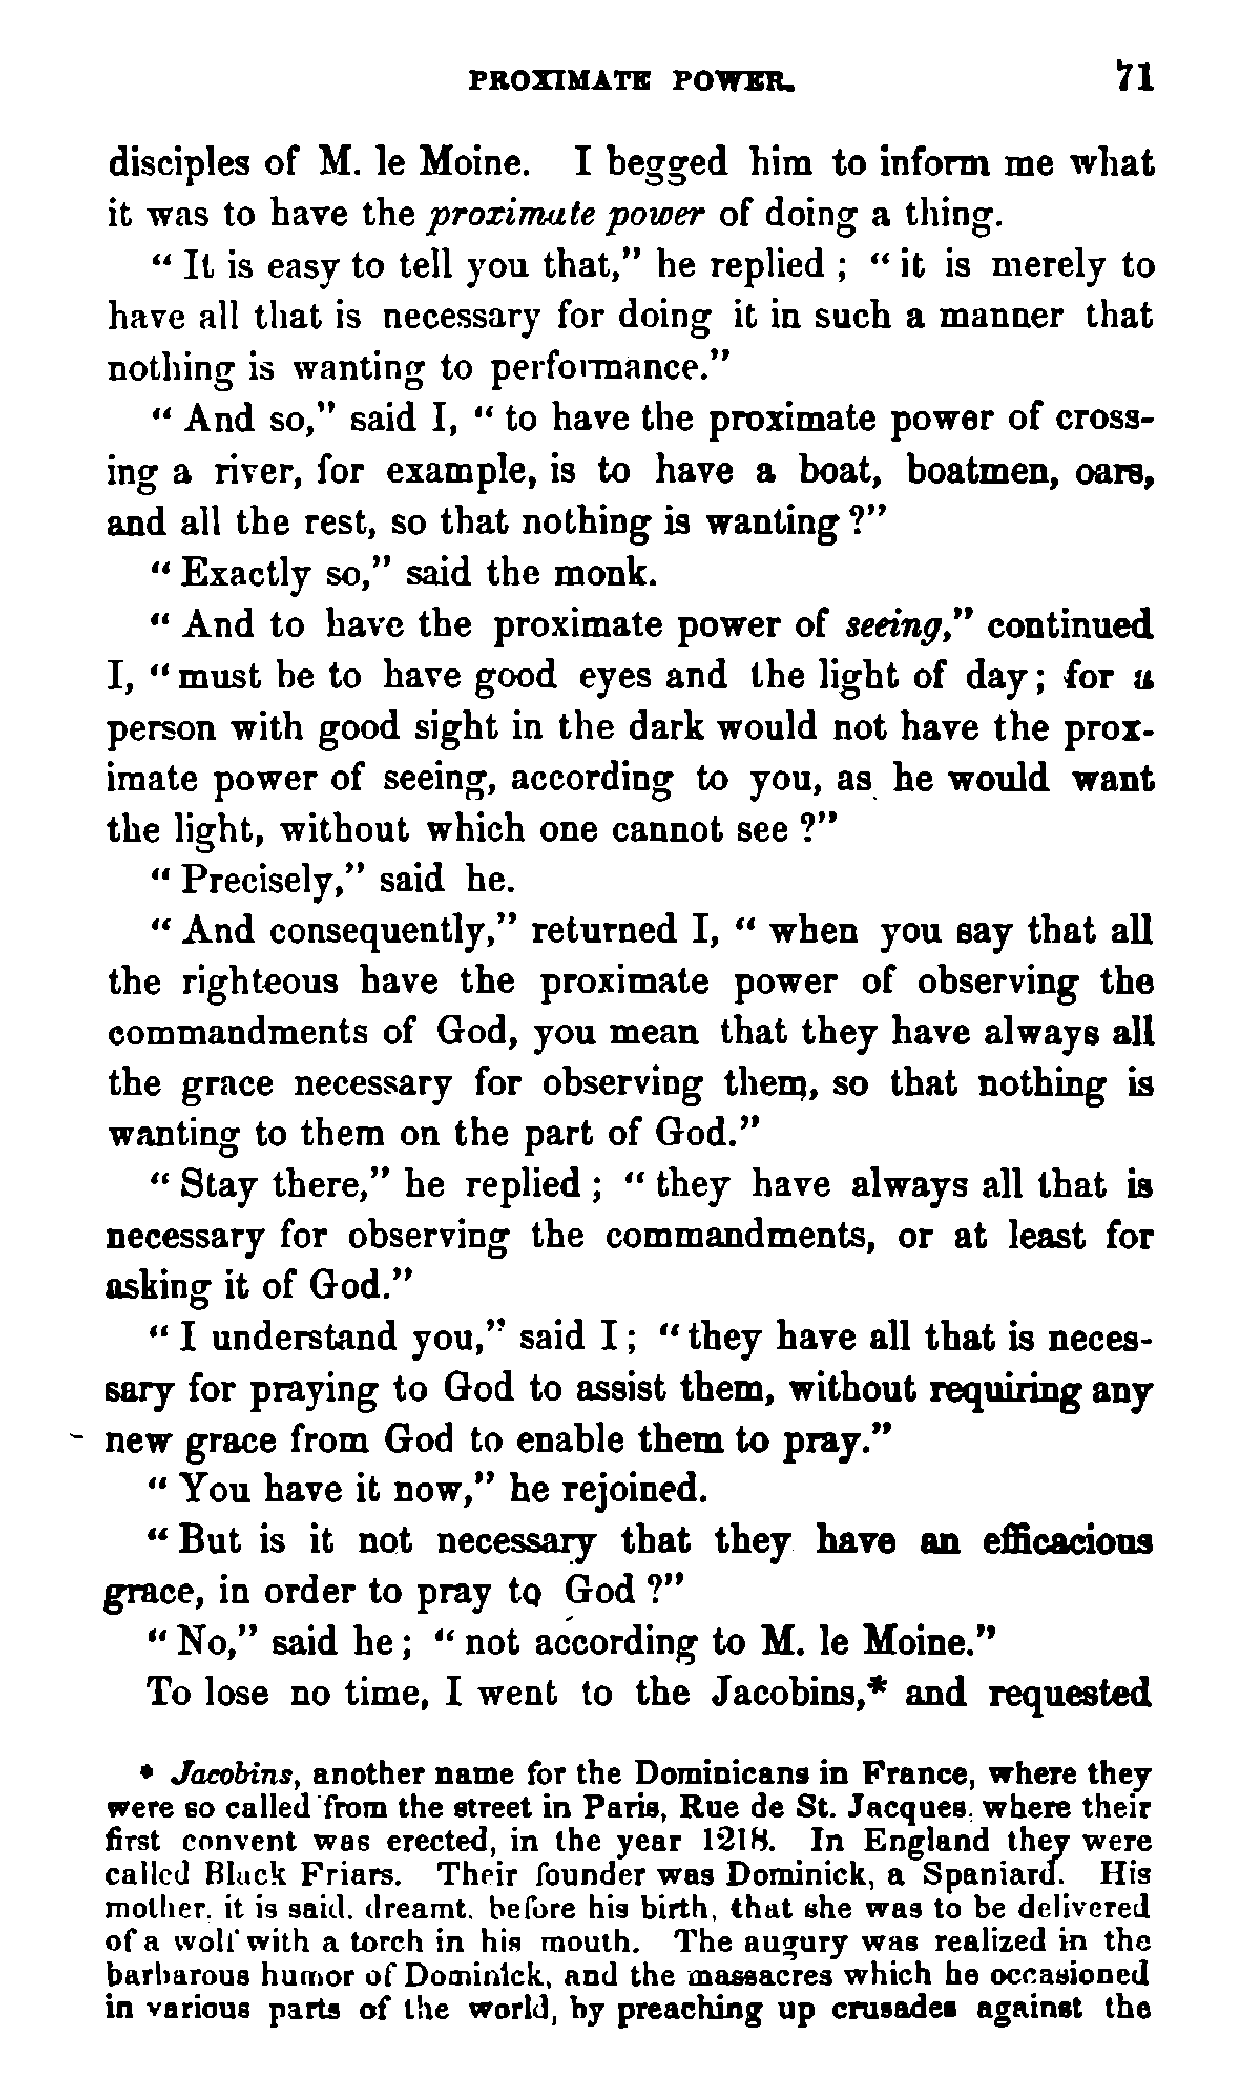 PROXIMATE POWER. 71
disciples of M. le Moine. I begged him to inform me what
it was to have the proximate power of doing a thing.
" It is easy to tell you that," he replied ; " it is merely to
have all that is necessary for doing it in such a manner that
nothing is wanting to performance."
" And so," said I, " to have the proximate power of cross-
ing a river, for example, is to have a boat, boatmen, oars,
and all the rest, so that nothing is wanting ?"
" Exactly so," said the monk.
" And to have the proximate power of seeing," continued
I, " must be to have good eyes and the light of day ; for a
person with good sight in the dark would not have the prox-
imate power of seeing, according to you, as he would want
the light, without which one cannot see ?"
" Precisely," said he.
" And consequently," returned I, " when you say that all
the righteous have the proximate power of observing the
commandments of God, you mean that they have always all
the grace necessary for observing them, so that nothing is
wanting to them on the part of God."
" Stay there," he replied ; " they have always all that is
necessary for observing the commandments, or at least for
asking it of God."
" I understand you," said I ; " they have all that is neces-
sary for praying to God to assist them, without requiring any
new grace from God to enable them to pray."
" You have it now," he rejoined.
" But is it not necessary that they have an efficacious
grace, in order to pray to God ?"
" No," said he ; " not according to M. le Moine."
To lose no time, I went to the Jacobins,* and requested
* Jacobins, another name for the Dominicans in France, where they
were so called from the street in Paris, Rue de St. Jacques, where their
first convent was erected, in the year 1218. In England they were
called Black Friars. Their founder was Dominick, a Spaniard. His
mother, it is said, dreamt, before his birth, that she was to be delivered
of a wolf with a torch in his mouth. The augury was realized in the
barbarous humor of Dominick, and the massacres which he occasioned
in various parts of the world, by preaching up crusades against the